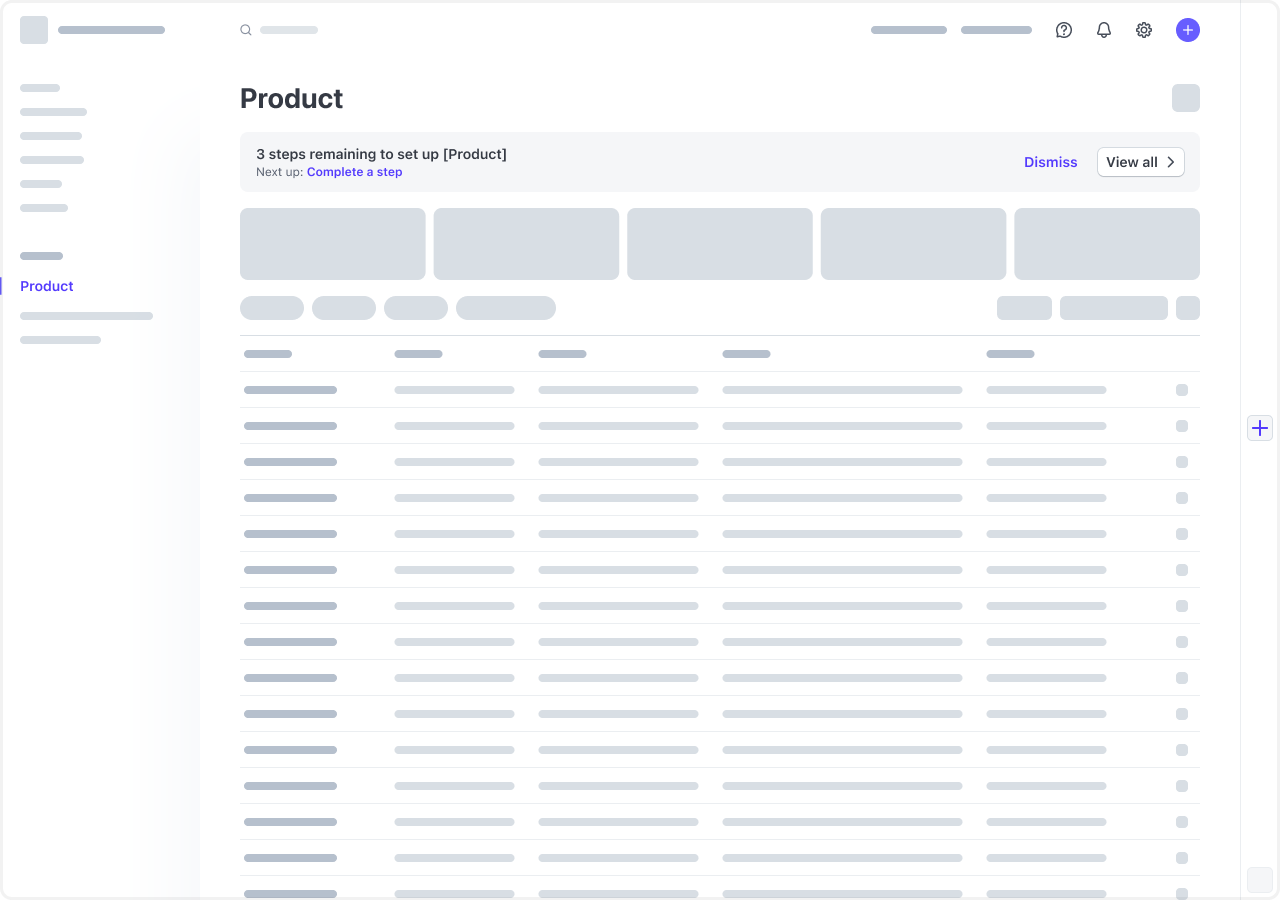 Product
Product
3 steps remaining to set up [Product]
Next up: Complete a step
Dismiss
View all